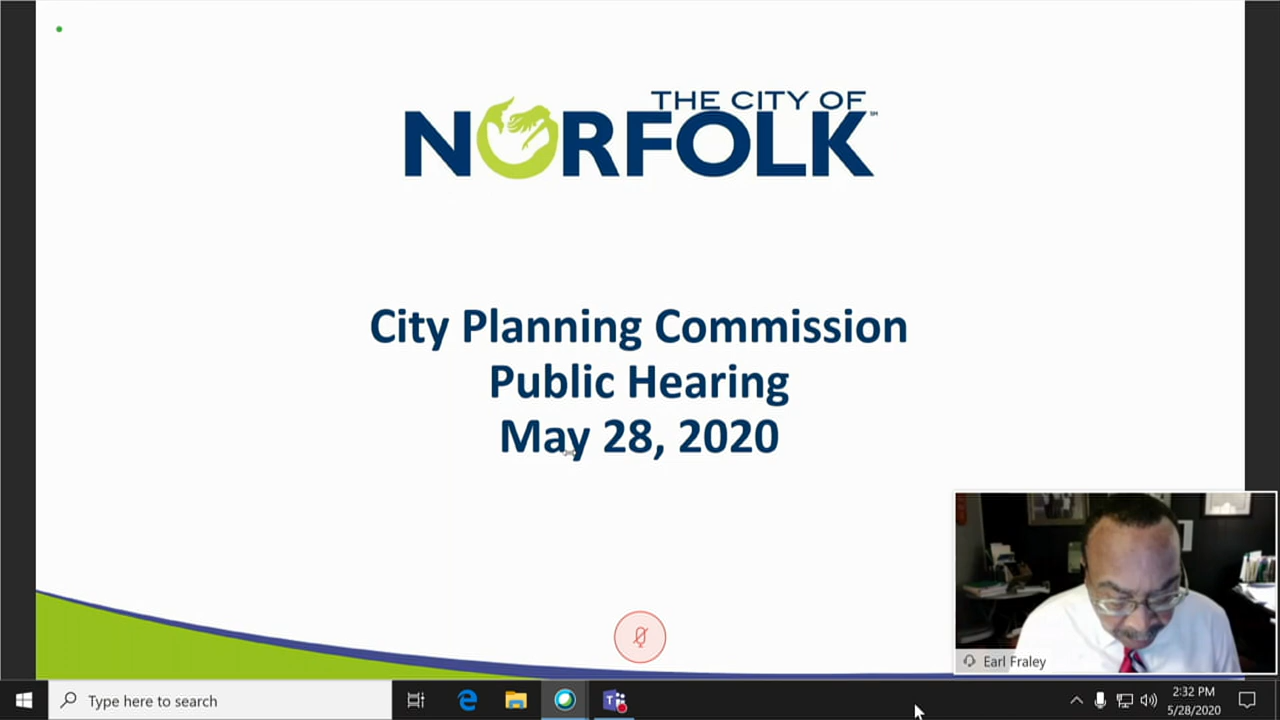 THE CITY OF
NORFOLK℠
City Planning Commission
Public Hearing
May 28, 2020
Earl Fraley
Type here to search
2:32 PM
5/28/2020